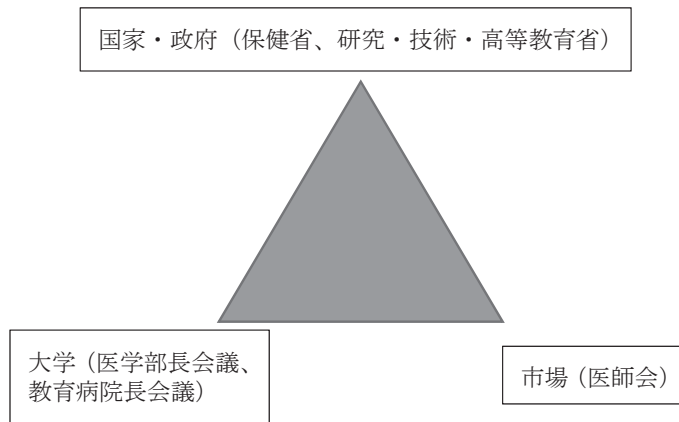 国家・政府（保健省、研究・技術・高等教育省）
大学（医学部長会議、
教育病院長会議）
市場（医師会）